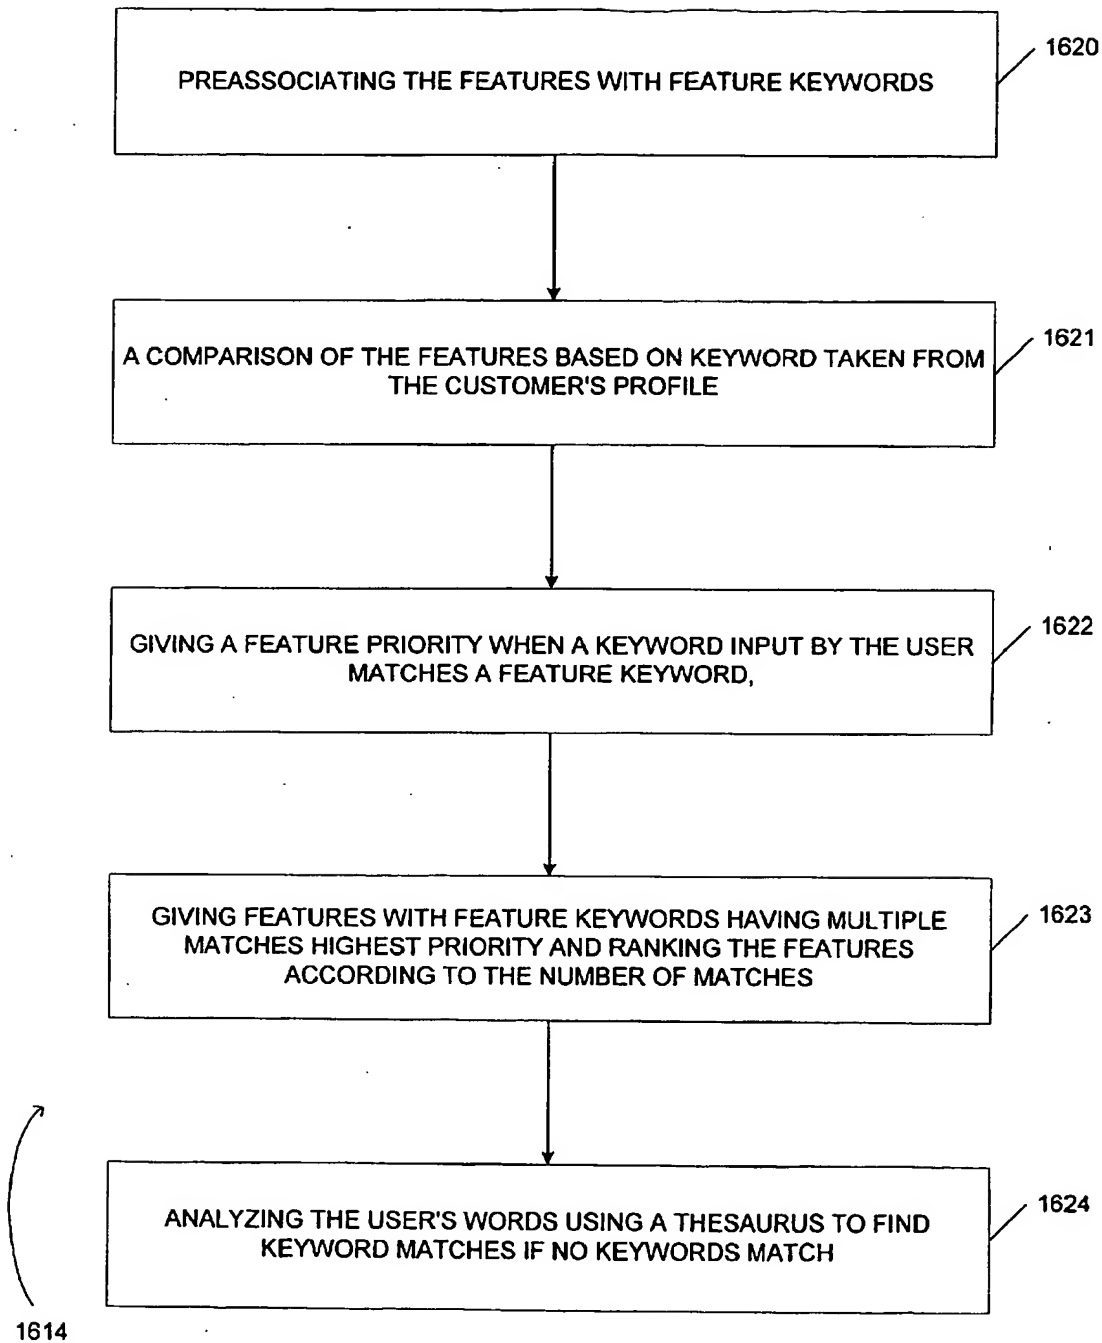 PREASSOCIATING THE FEATURES WITH FEATURE KEYWORDS
1620
A COMPARISON OF THE FEATURES BASED ON KEYWORD TAKEN FROM
THE CUSTOMER'S PROFILE
1621
GIVING A FEATURE PRIORITY WHEN A KEYWORD INPUT BY THE USER
MATCHES A FEATURE KEYWORD,
1622
GIVING FEATURES WITH FEATURE KEYWORDS HAVING MULTIPLE
MATCHES HIGHEST PRIORITY AND RANKING THE FEATURES
ACCORDING TO THE NUMBER OF MATCHES
1623
ANALYZING THE USER'S WORDS USING A THESAURUS TO FIND
KEYWORD MATCHES IF NO KEYWORDS MATCH
1624
1614